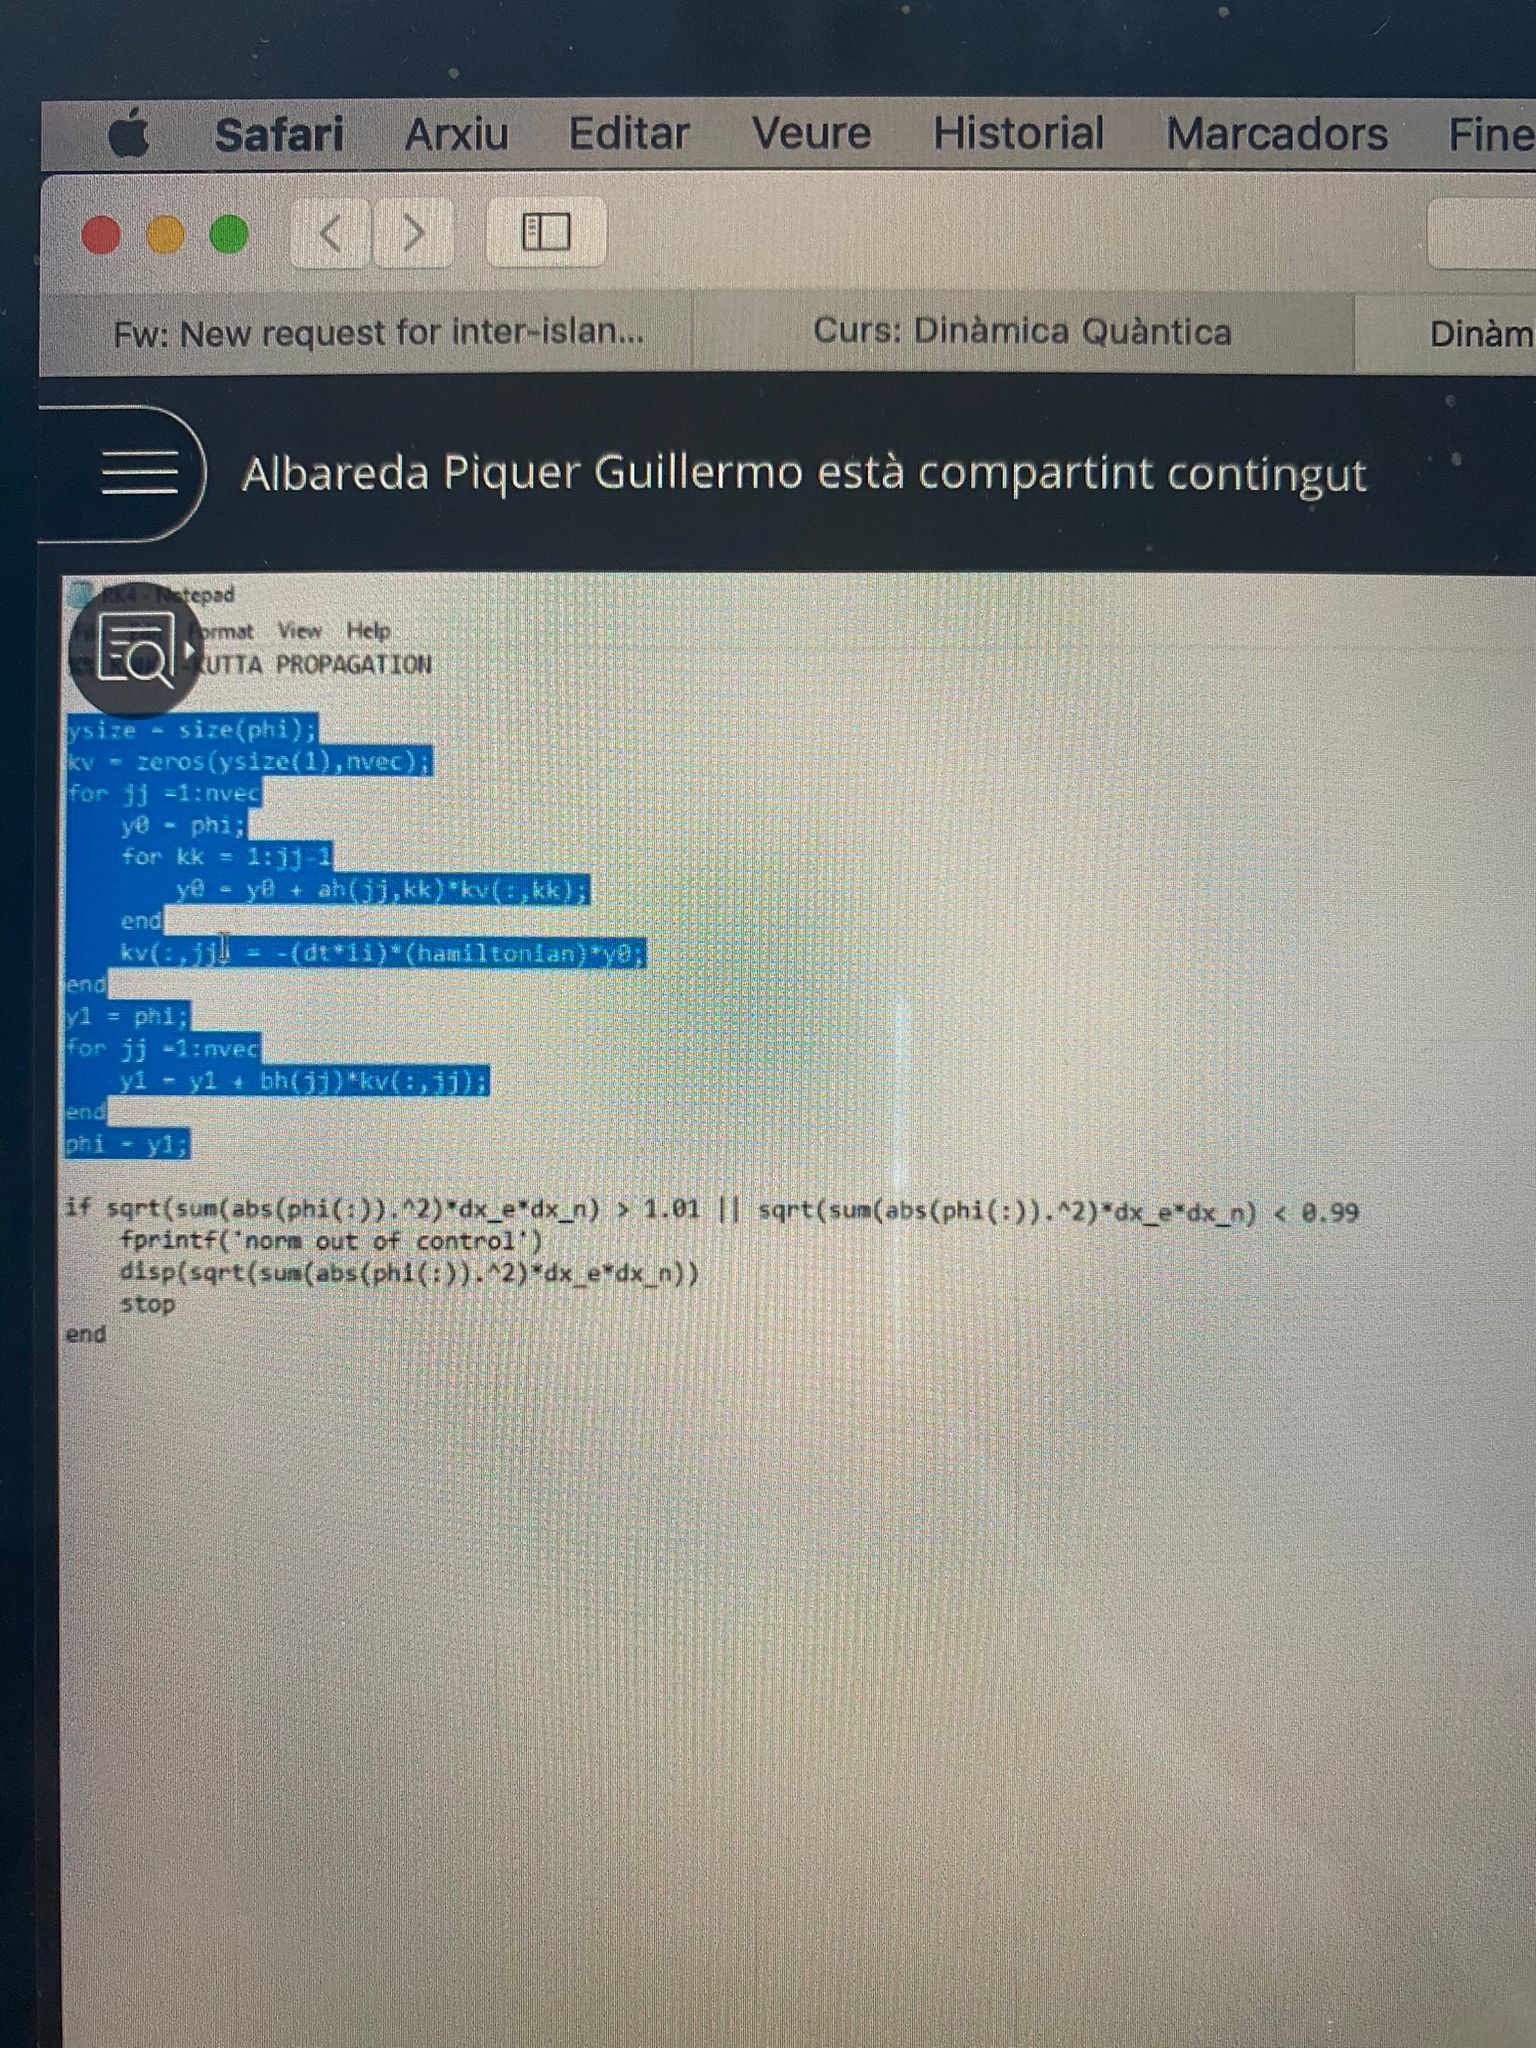 Safari Arxiu Editar Veure Historial Marcadors Fine
Fw: New request for inter-islan... Curs: Dinàmica Quàntica Dinàm
Albareda Piquer Guillermo està compartint contingut
RK4 - Notepad
Format View Help
-KUTTA PROPAGATION
ysize = size(phi);
kv = zeros(ysize(1),nvec);
for jj =1:nvec
y0 = phi;
for kk = 1:jj-1
y0 = y0 + ah(jj,kk)*kv(:,kk);
end
kv(:,jj) = -(dt*1i)*(hamiltonian)*y0;
end
y1 = phi;
for jj =1:nvec
y1 = y1 + bh(jj)*kv(:,jj);
end
phi = y1;
if sqrt(sum(abs(phi(:)).^2)*dx_e*dx_n) > 1.01 || sqrt(sum(abs(phi(:)).^2)*dx_e*dx_n) < 0.99
fprintf('norm out of control')
disp(sqrt(sum(abs(phi(:)).^2)*dx_e*dx_n))
stop
end